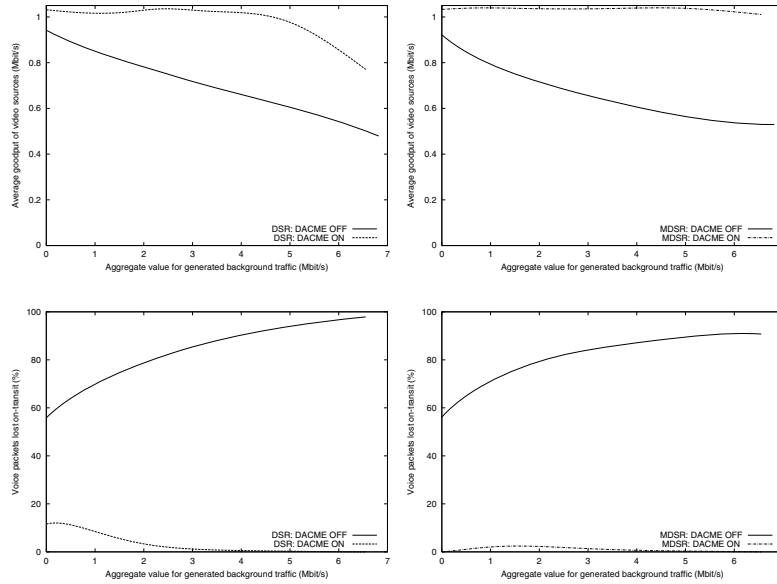 1
0.8
0.6
0.4
0.2
0
Average goodput of video sources (Mbit/s)
DSR: DACME OFF
DSR: DACME ON
0 1 2 3 4 5 6 7
Aggregate value for generated background traffic (Mbit/s)
1
0.8
0.6
0.4
0.2
0
Average goodput of video sources (Mbit/s)
MDSR: DACME OFF
MDSR: DACME ON
0 1 2 3 4 5 6
Aggregate value for generated background traffic (Mbit/s)
100
80
60
40
20
0
Voice packets lost on-transit (%)
DSR: DACME OFF
DSR: DACME ON
0 1 2 3 4 5 6 7
Aggregate value for generated background traffic (Mbit/s)
100
80
60
40
20
0
Voice packets lost on-transit (%)
MDSR: DACME OFF
MDSR: DACME ON
0 1 2 3 4 5 6
Aggregate value for generated background traffic (Mbit/s)